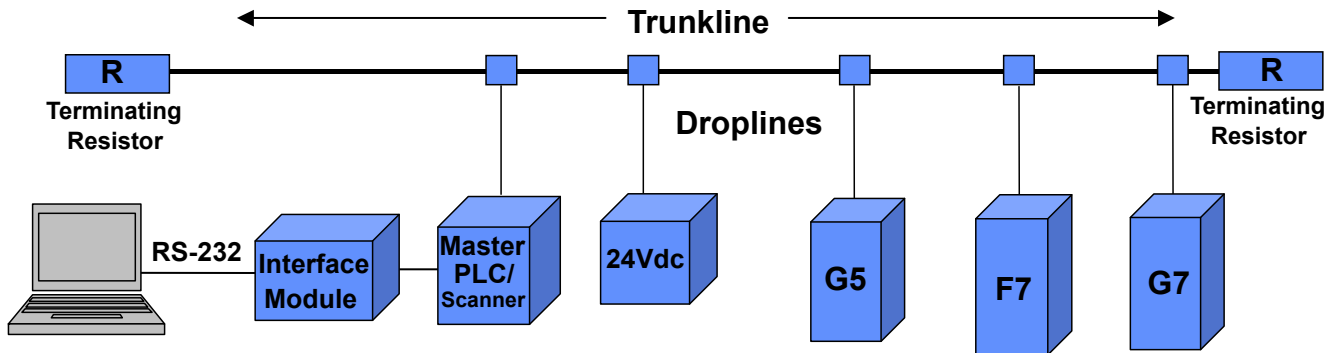 Trunkline
R
R
Terminating
Resistor
Terminating
Resistor
Droplines
RS-232
Interface
Module
Master
PLC/
Scanner
24Vdc
G5
F7
G7